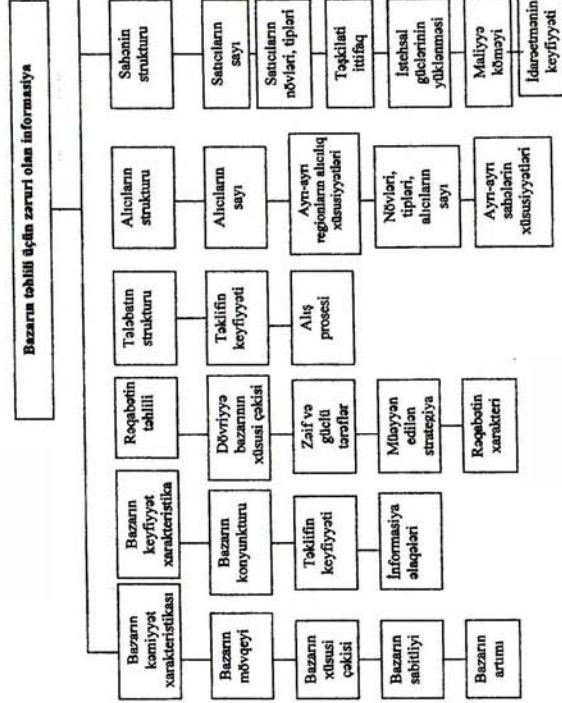 Bazarın təhlili üçün zəruri olan informasiya
Bazarın
kəmiyyət
xarakteristikası
Bazarın
mövqeyi
Bazarın
xüsusi
çəkisi
Bazarın
sabitliyi
Bazarın
artımı
Bazarın
keyfiyyət
xarakteristika
Bazarın
konyunkturu
Təklifin
keyfiyyəti
İnformasiya
əlaqələri
Rəqabətin
təhlili
Dövriyyə
bazarının
xüsusi çəkisi
Zəif və
güclü
tərəflər
Müəyyən
edilən
strategiya
Rəqabətin
xarakteri
Tələbatın
strukturu
Təklifin
keyfiyyəti
Alış
prosesi
Alıcıların
strukturu
Alıcıların
sayı
Ayrı-ayrı
regionların alıcılıq
xüsusiyyətləri
Növləri,
tipləri,
alıcıların
sayı
Ayrı-ayrı
sahələrin
xüsusiyyətləri
Sahənin
strukturu
Satıcıların
sayı
Satıcıların
növləri, tipləri
Təşkilati
ittifaq
İstehsal
güclərinin
yüklənməsi
Maliyyə
köməyi
İdarəetmənin
keyfiyyəti